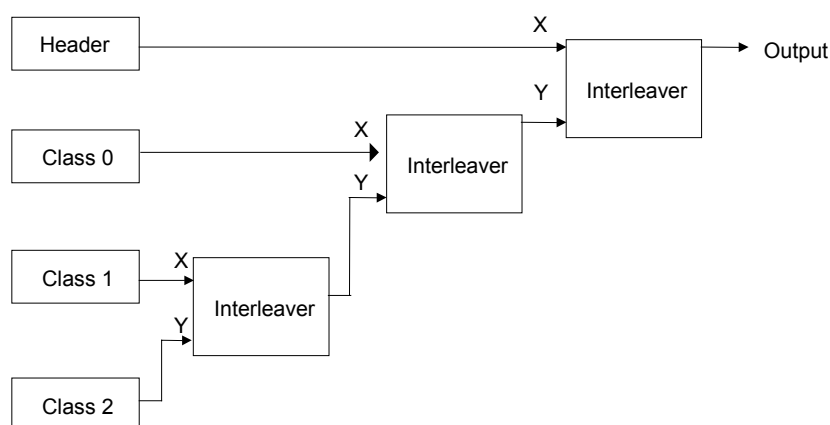 Header
X
Interleaver
Output
Y
Class 0
X
Interleaver
Y
Class 1
X
Interleaver
Y
Class 2